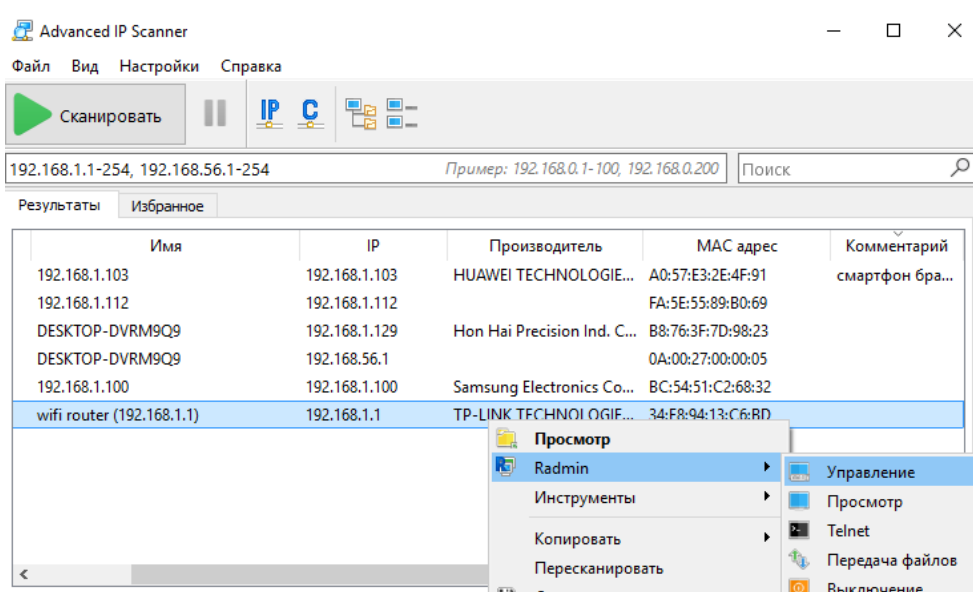 Advanced IP Scanner
Файл Вид Настройки Справка
Сканировать IP C
192.168.1.1-254, 192.168.56.1-254 Пример: 192.168.0.1-100, 192.168.0.200 Поиск
Результаты Избранное
Имя IP Производитель MAC адрес Комментарий
192.168.1.103 192.168.1.103 HUAWEI TECHNOLOGIE... A0:57:E3:2E:4F:91 смартфон бра...
192.168.1.112 192.168.1.112 FA:5E:55:89:B0:69
DESKTOP-DVRM9Q9 192.168.1.129 Hon Hai Precision Ind. C... B8:76:3F:7D:98:23
DESKTOP-DVRM9Q9 192.168.56.1 0A:00:27:00:00:05
192.168.1.100 192.168.1.100 Samsung Electronics Co... BC:54:51:C2:68:32
wifi router (192.168.1.1) 192.168.1.1 TP-LINK TECHNOLOGIE... 34:E8:94:13:C6:BD
Просмотр
Radmin
Управление
Инструменты
Просмотр
Telnet
Копировать
Передача файлов
Пересканировать
Выключение